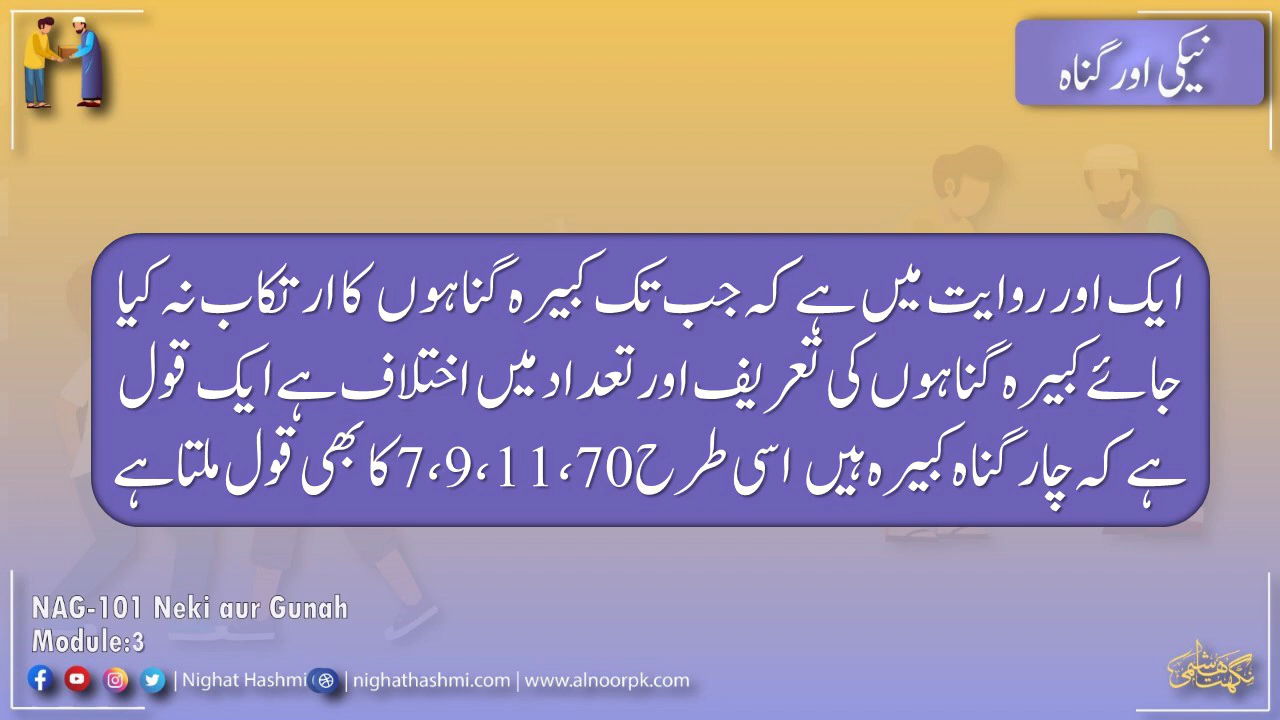 نیکی اور گناہ
ایک اور روایت میں ہے کہ جب تک کبیرہ گناہوں کا ارتکاب نہ کیا
جائے کبیرہ گناہوں کی تعریف اور تعداد میں اختلاف ہے ایک قول
ہے کہ چار گناہ کبیرہ ہیں اسی طرح 7،9،11،70 کا بھی قول ملتا ہے
NAG-101 Neki aur Gunah
Module:3
| Nighat Hashmi | nighathashmi.com | www.alnoorpk.com
نگہت ہاشمی